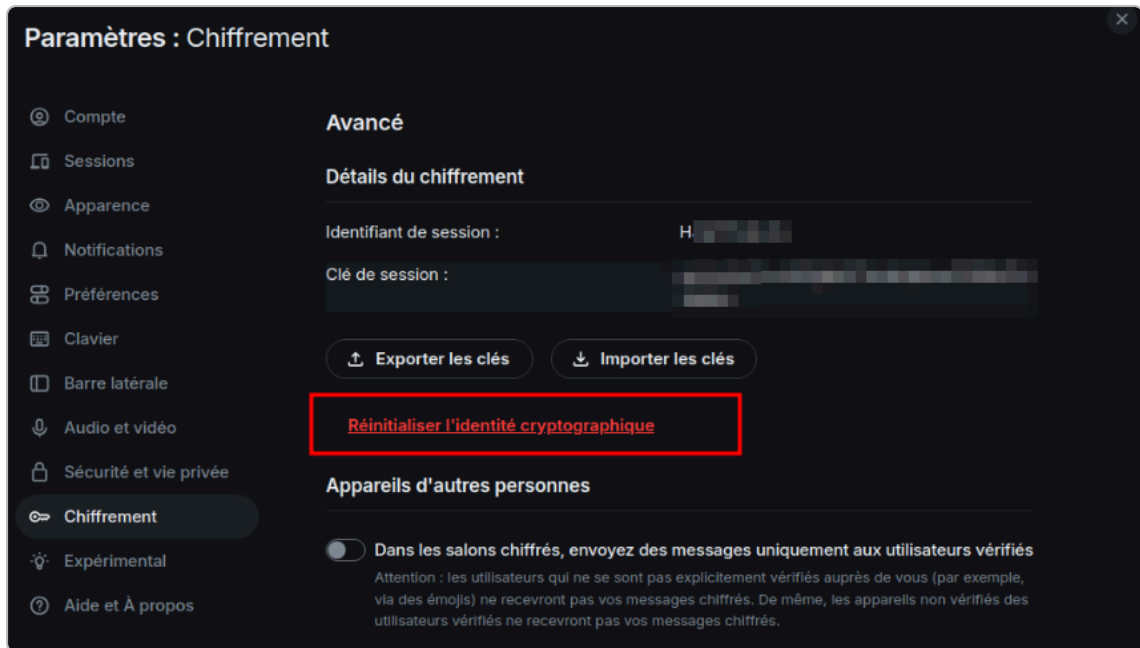 Paramètres : Chiffrement
Compte
Sessions
Apparence
Notifications
Préférences
Clavier
Barre latérale
Audio et vidéo
Sécurité et vie privée
Chiffrement
Expérimental
Aide et À propos
Avancé
Détails du chiffrement
Identifiant de session :
Clé de session :
Exporter les clés
Importer les clés
Réinitialiser l'identité cryptographique
Appareils d'autres personnes
Dans les salons chiffrés, envoyez des messages uniquement aux utilisateurs vérifiés
Attention : les utilisateurs qui ne se sont pas explicitement vérifiés auprès de vous (par exemple,
via des émojis) ne recevront pas vos messages chiffrés. De même, les appareils non vérifiés des
utilisateurs vérifiés ne recevront pas vos messages chiffrés.